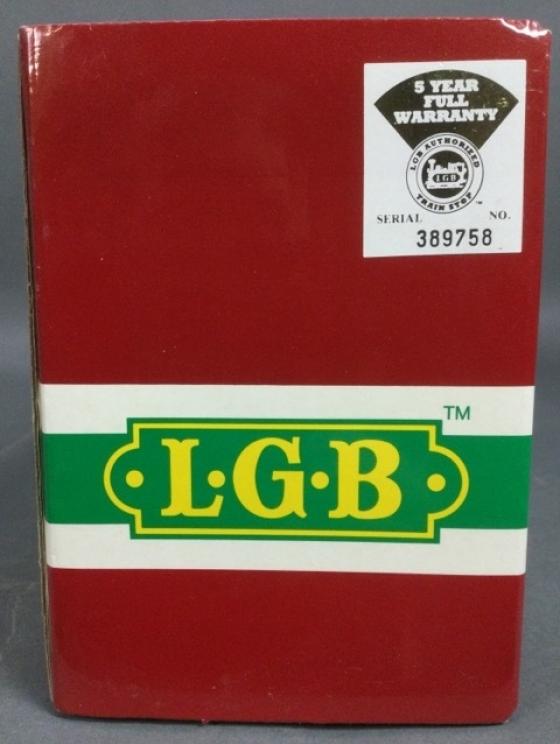 5 YEAR
FULL
WARRANTY
LGB AUTHORIZED
LGB
TRAIN STOP
SERIAL NO.
389758
TM
L·G·B